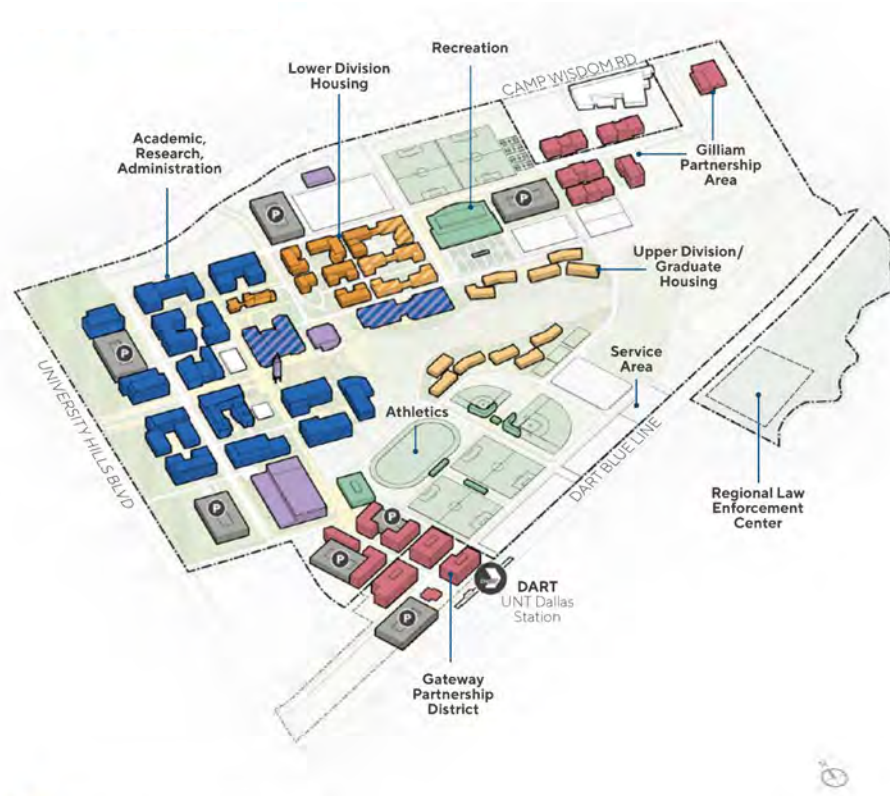 Recreation
Lower Division
Housing
CAMP WISDOM RD
Academic,
Research,
Administration
Gilliam
Partnership
Area
P
P
Upper Division/
Graduate
Housing
P
Service
Area
UNIVERSITY HILLS BLVD
Athletics
DART BLUE LINE
Regional Law
Enforcement
Center
P
P
P
DART
UNT Dallas
Station
P
Gateway
Partnership
District